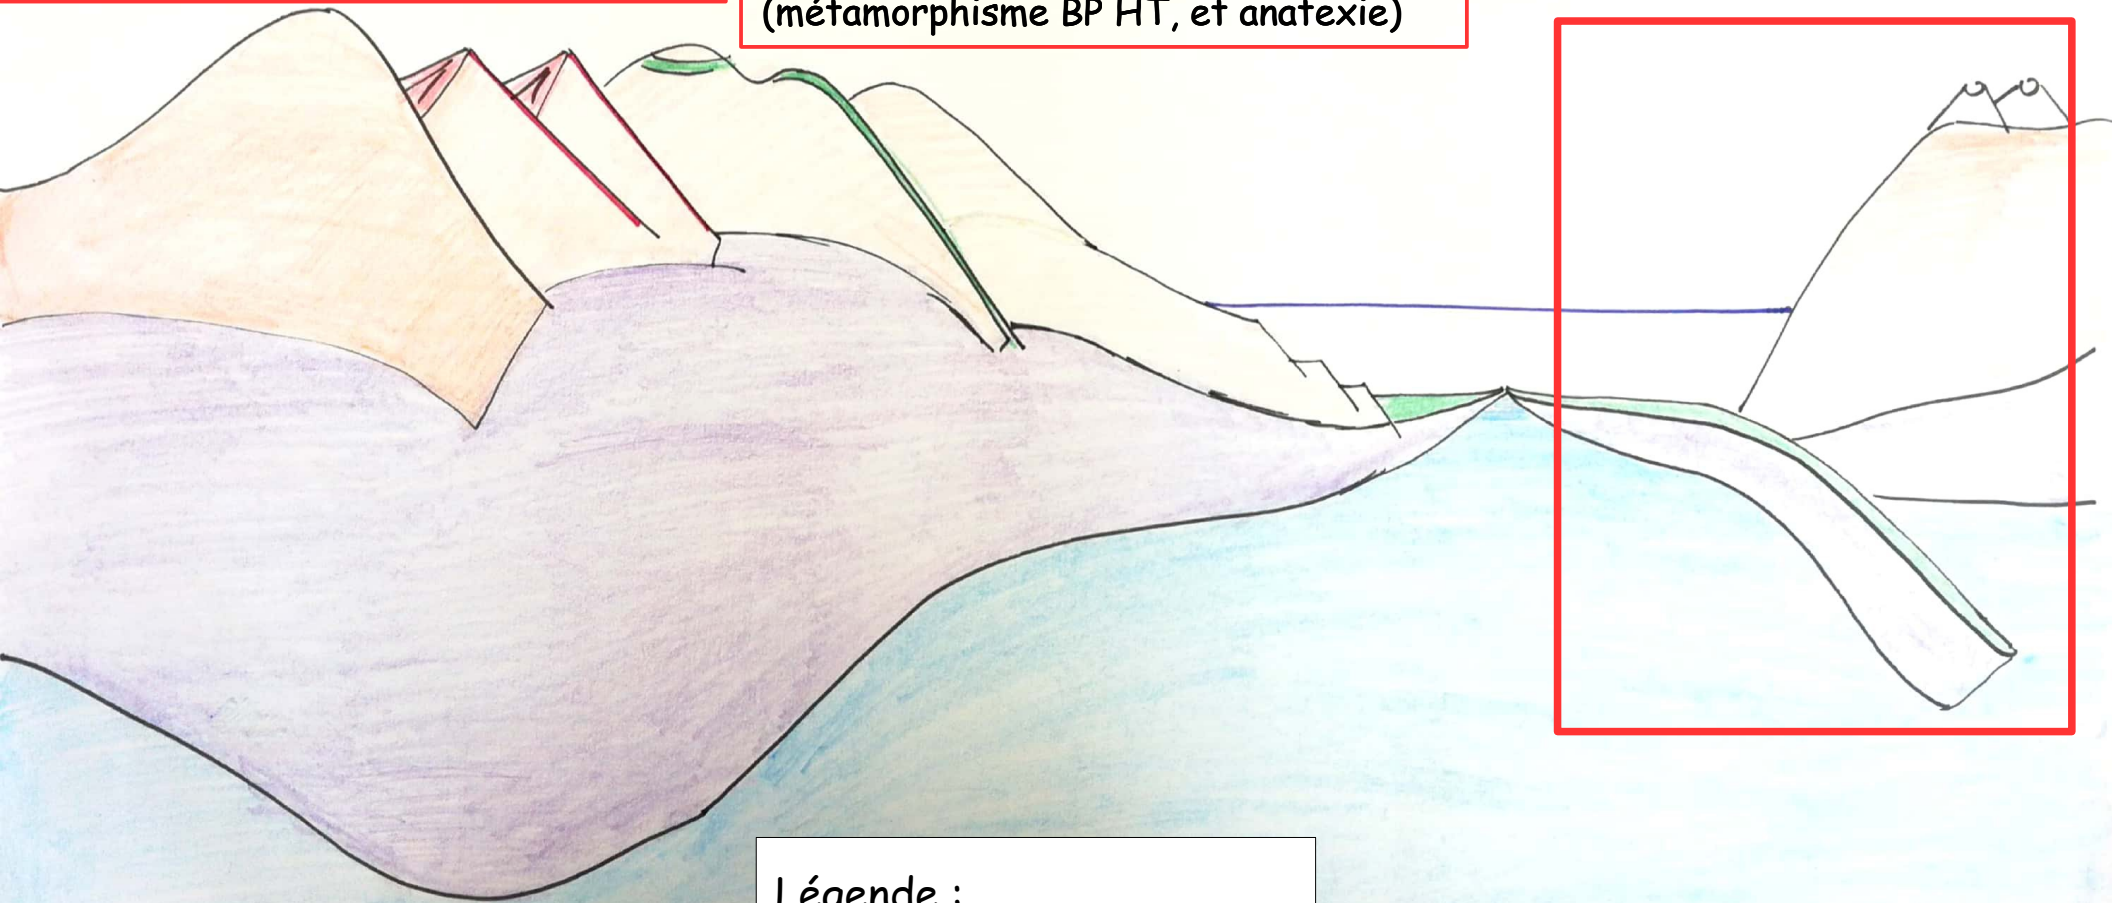 (métamorphisme BP HT, et anatexie)
Légende :